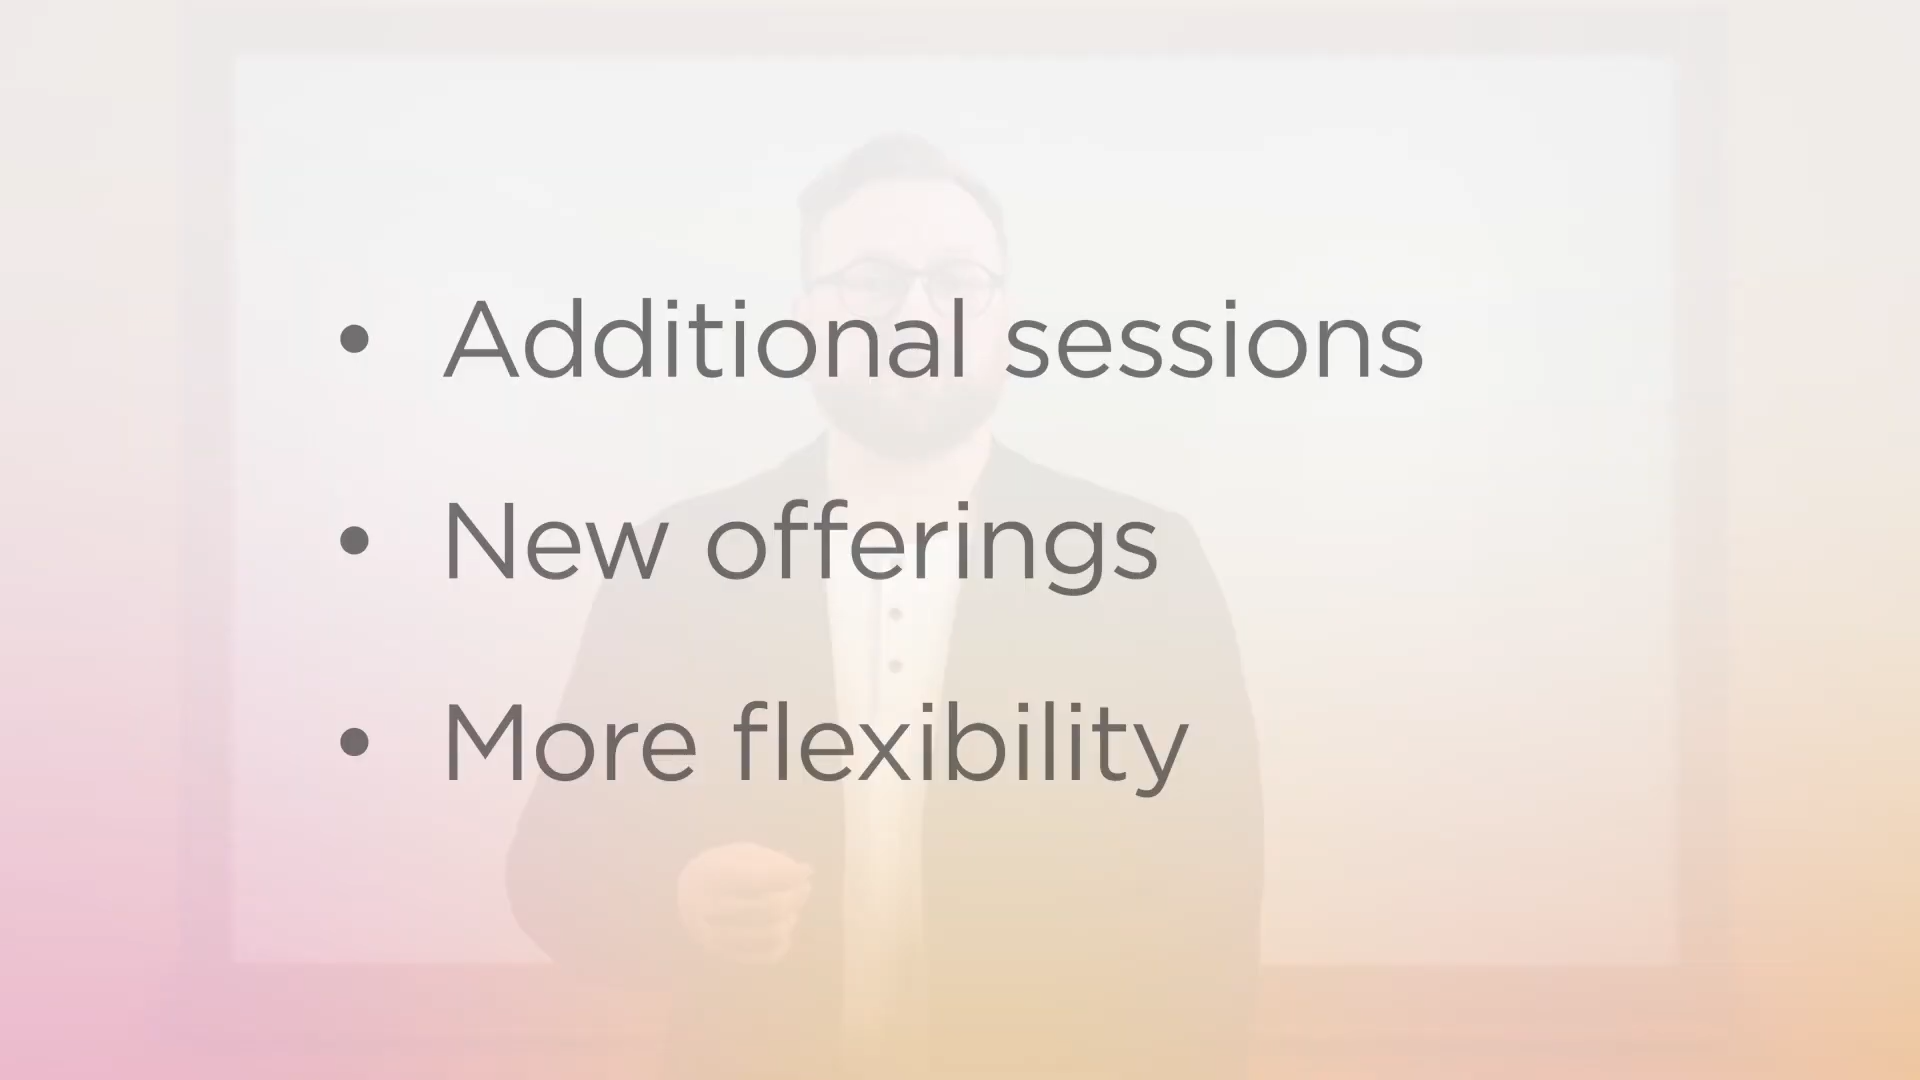 • Additional sessions
• New offerings
• More flexibility